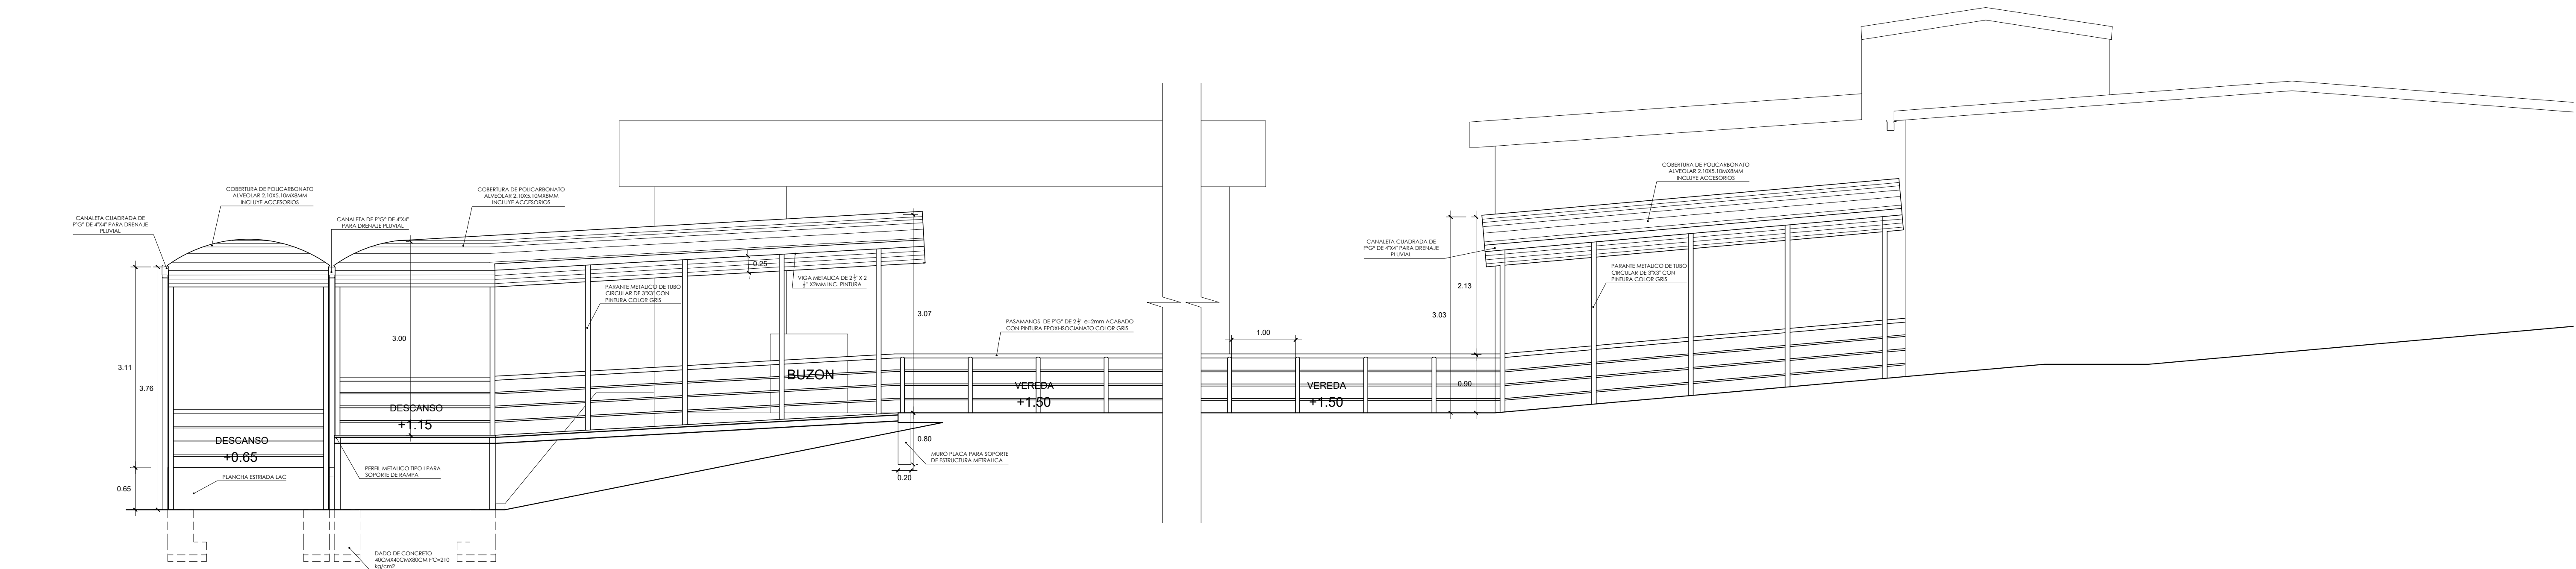 COBERTURA DE POLICARBONATO
ALVEOLAR 2.10X5.10MX8MM
INCLUYE ACCESORIOS
CANALETA CUADRADA DE
F°G° DE 4"X4" PARA DRENAJE
PLUVIAL
CANALETA DE F°G° DE 4"X4"
PARA DRENAJE PLUVIAL
COBERTURA DE POLICARBONATO
ALVEOLAR 2.10X5.10MX8MM
INCLUYE ACCESORIOS
3.11
3.76
0.65
3.00
DESCANSO
+0.65
PLANCHA ESTRIADA LAC
DESCANSO
+1.15
PERFIL METALICO TIPO I PARA
SOPORTE DE RAMPA
DADO DE CONCRETO
40CMX40CMX80CM F'C=210
kg/cm2
PARANTE METALICO DE TUBO
CIRCULAR DE 3"X3" CON
PINTURA COLOR GRIS
0.25
VIGA METALICA DE 2½" X 2
½" X2MM INC. PINTURA
BUZON
3.07
0.80
0.20
MURO PLACA PARA SOPORTE
DE ESTRUCTURA METRALICA
PASAMANOS DE F°G° DE 2½" e=2mm ACABADO
CON PINTURA EPOXI-ISOCIANATO COLOR GRIS
VEREDA
+1.50
1.00
VEREDA
+1.50
CANALETA CUADRADA DE
F°G° DE 4"X4" PARA DRENAJE
PLUVIAL
3.03
2.13
0.90
COBERTURA DE POLICARBONATO
ALVEOLAR 2.10X5.10MX8MM
INCLUYE ACCESORIOS
PARANTE METALICO DE TUBO
CIRCULAR DE 3"X3" CON
PINTURA COLOR GRIS